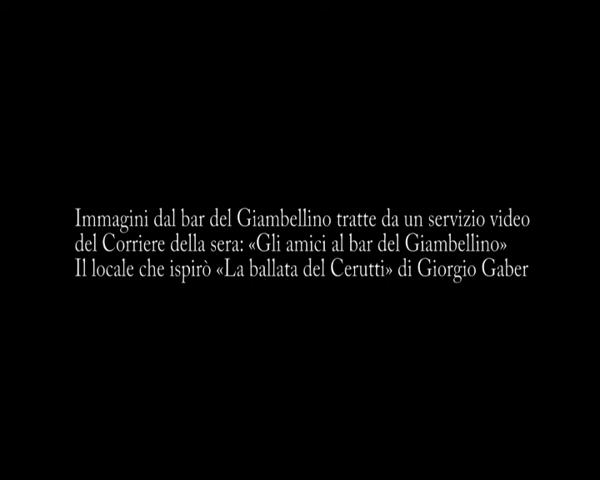 Immagini dal bar del Giambellino tratte da un servizio video
del Corriere della sera: «Gli amici al bar del Giambellino»
Il locale che ispirò «La ballata del Cerutti» di Giorgio Gaber